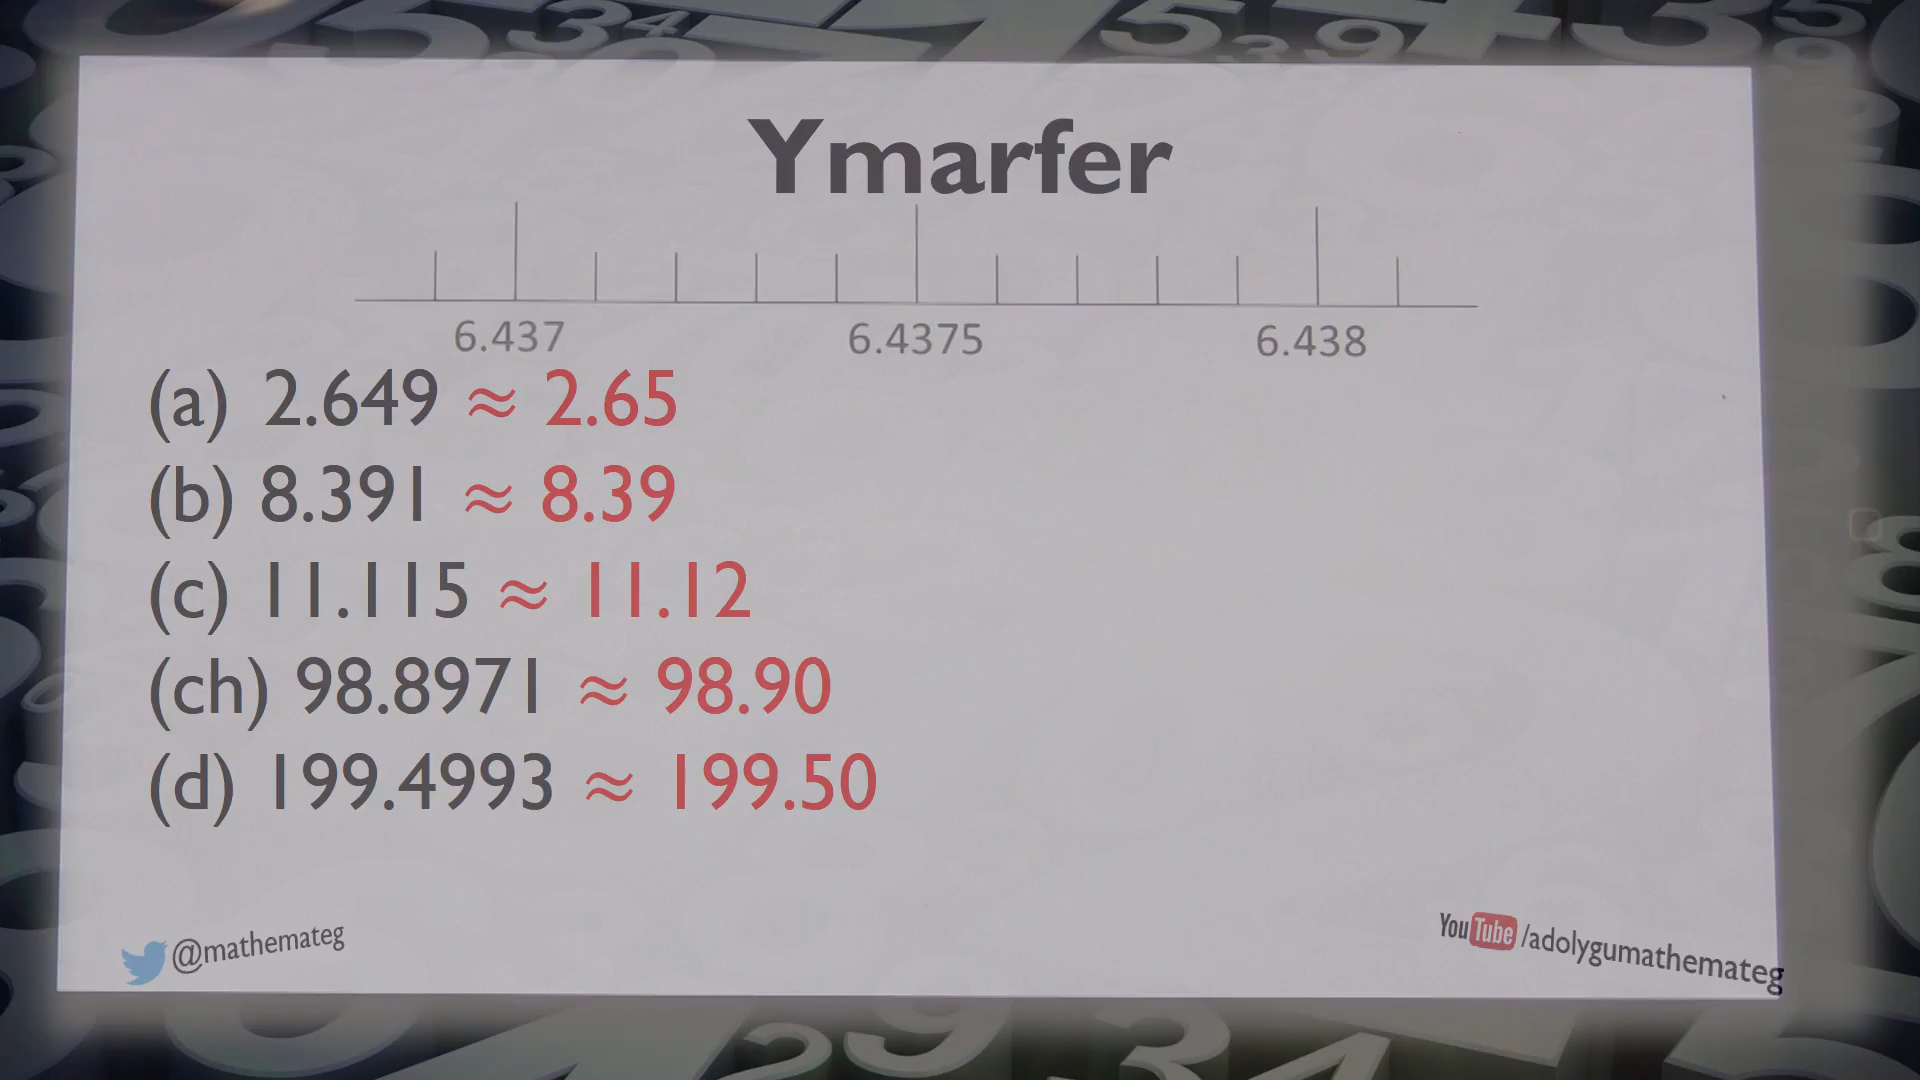 Ymarfer
6.437 6.4375 6.438
(a) 2.649 ≈ 2.65
(b) 8.391 ≈ 8.39
(c) 11.115 ≈ 11.12
(ch) 98.8971 ≈ 98.90
(d) 199.4993 ≈ 199.50
@mathemateg
YouTube /adolygumathemateg